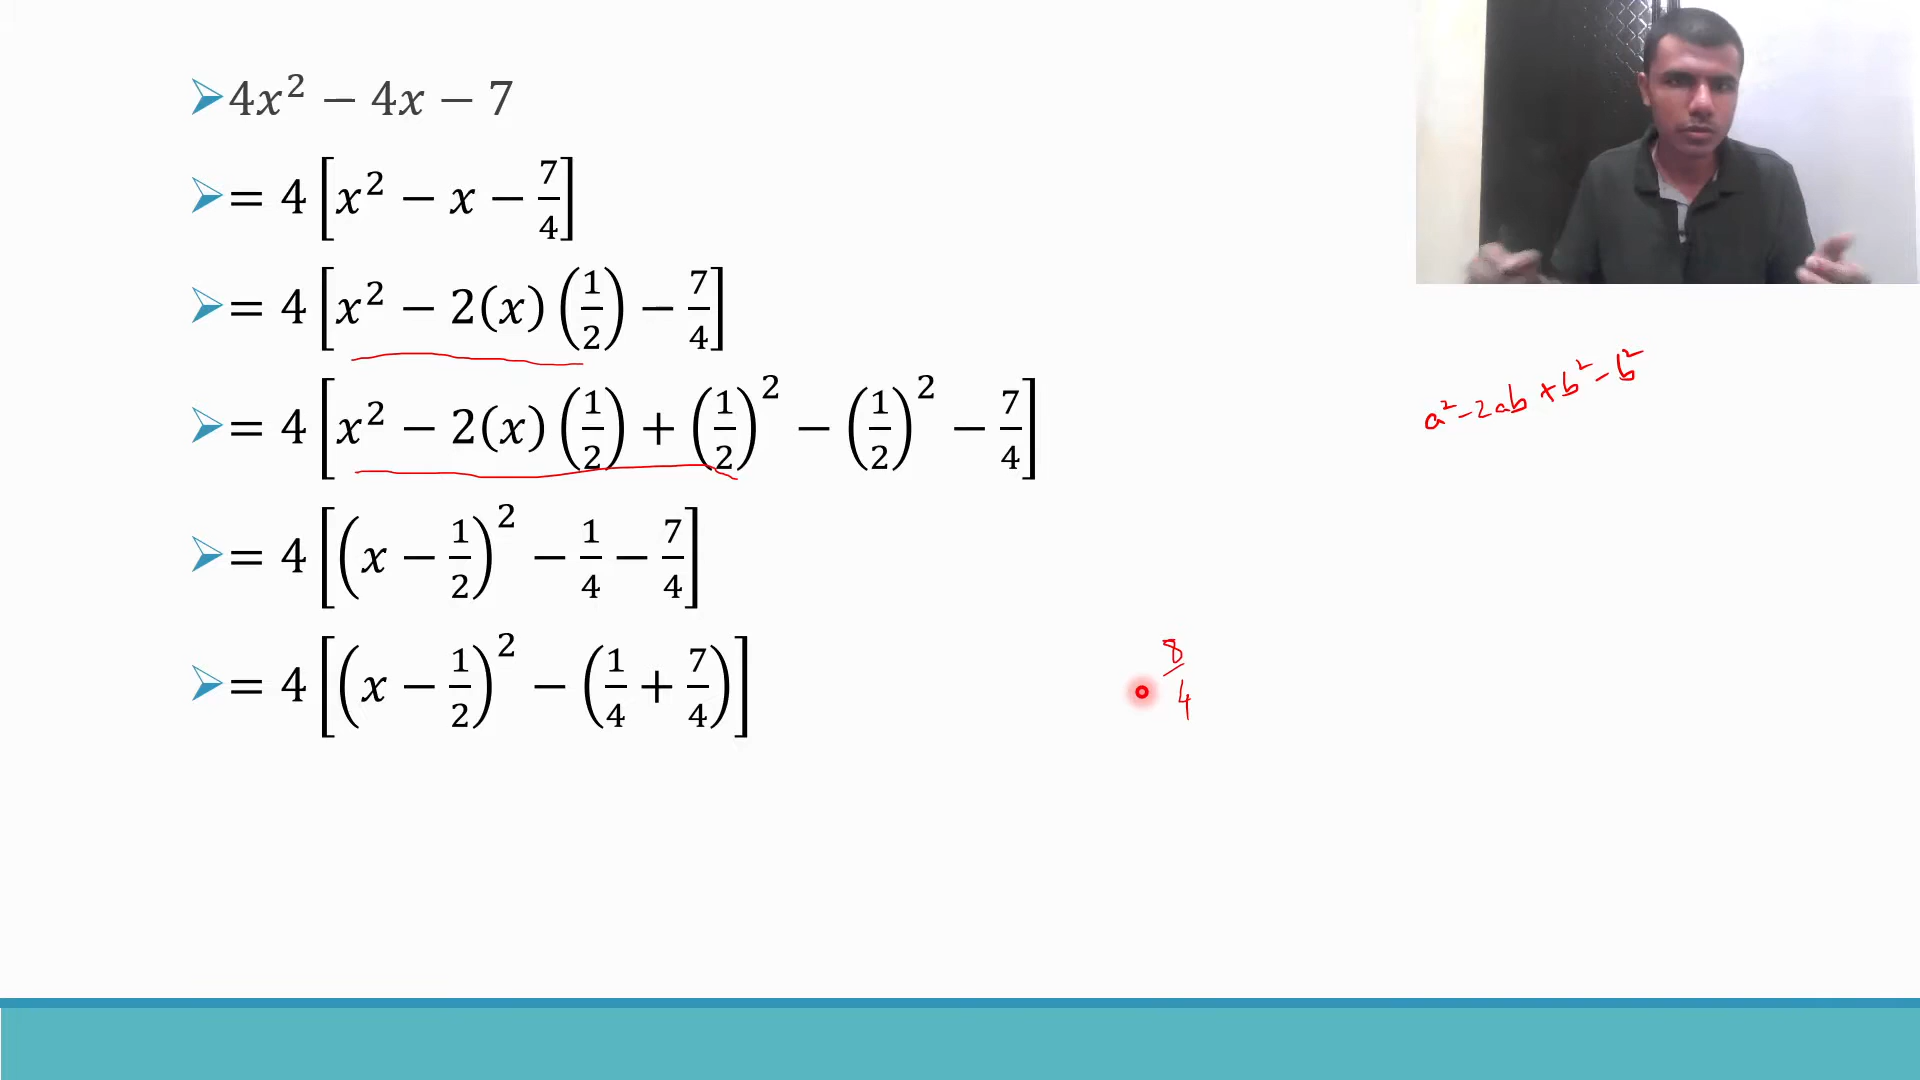 4x² − 4x − 7
= 4 [x² − x − 7/4]
= 4 [x² − 2(x)(1/2) − 7/4]
= 4 [x² − 2(x)(1/2) + (1/2)² − (1/2)² − 7/4]
a² − 2ab + b² − b²
= 4 [(x − 1/2)² − 1/4 − 7/4]
= 4 [(x − 1/2)² − (1/4 + 7/4)]
8/4